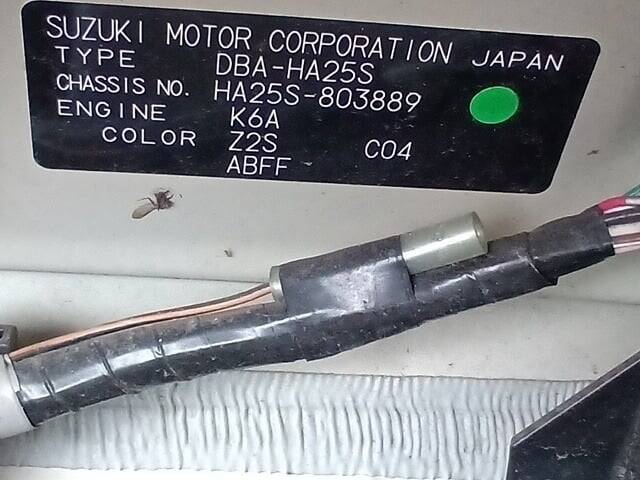 SUZUKI MOTOR CORPORATION JAPAN
TYPE DBA-HA25S
CHASSIS NO. HA25S-803889
ENGINE K6A
COLOR Z2S C04
ABFF